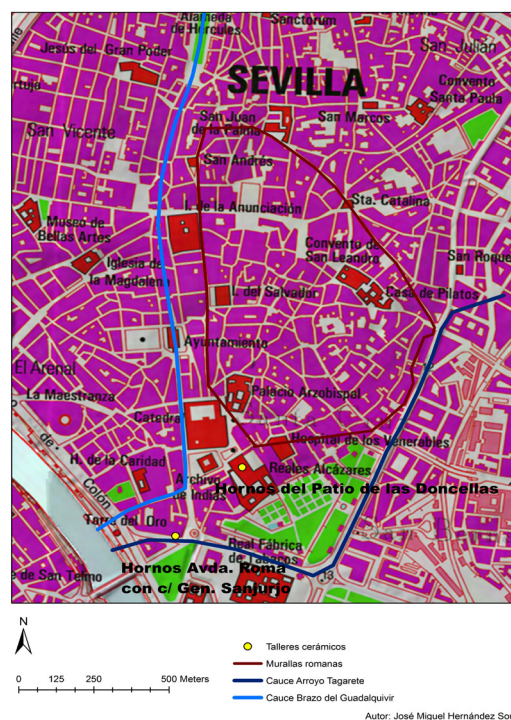 Alameda
de Hércules
Sanctorum
San Julián
Jesús del Gran Poder
SEVILLA
Convento
Santa Paula
San Juan
de la Palma
San Marcos
San Vicente
San Andrés
Sta. Catalina
I. de la Anunciación
Museo de
Bellas Artes
Convento de
San Leandro
San Roque
Iglesia de
la Magdalena
Casa de Pilatos
I. del Salvador
Ayuntamiento
El Arenal
La Maestranza
Palacio Arzobispal
Catedral
Hospital de los Venerables
de
Colón
H. de la Caridad
Archivo
de Indias
Reales Alcázares
Hornos del Patio de las Doncellas
Torre del Oro
Real Fábrica
de Tabacos
Hornos Avda. Roma
con c/ Gen. Sanjurjo
e de San Telmo
13
N
0 125 250 500 Meters
Talleres cerámicos
Murallas romanas
Cauce Arroyo Tagarete
Cauce Brazo del Guadalquivir
Autor: José Miguel Hernández